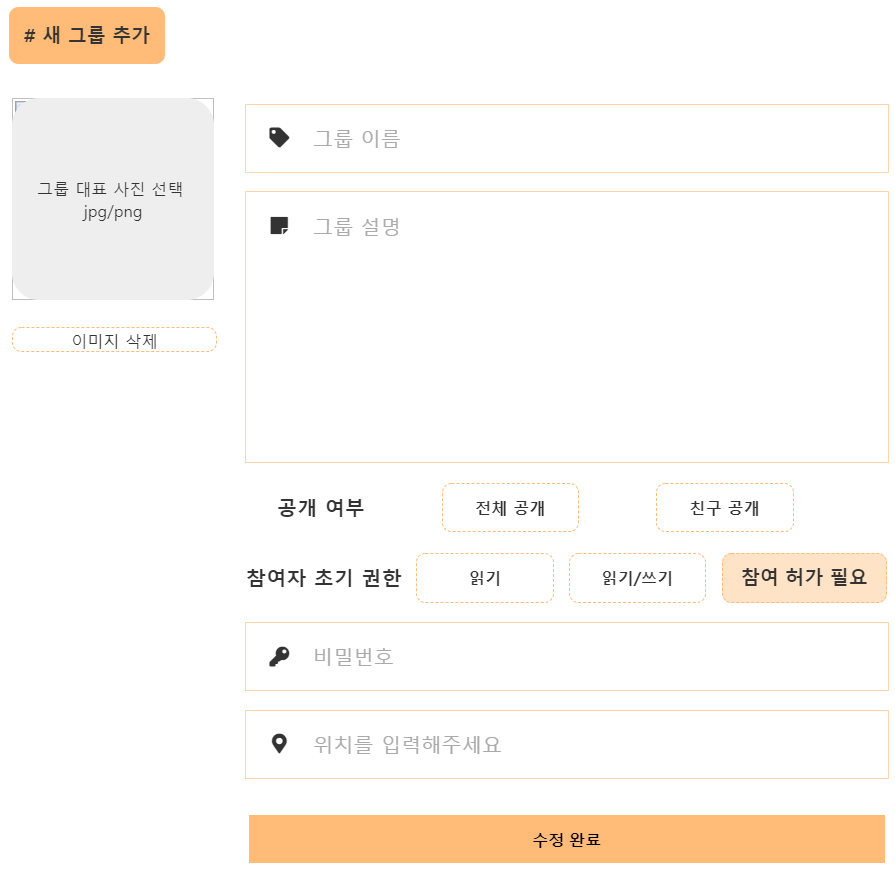 # 새 그룹 추가
그룹 대표 사진 선택
jpg/png
이미지 삭제
그룹 이름
그룹 설명
공개 여부 전체 공개 친구 공개
참여자 초기 권한 읽기 읽기/쓰기 참여 허가 필요
비밀번호
위치를 입력해주세요
수정 완료